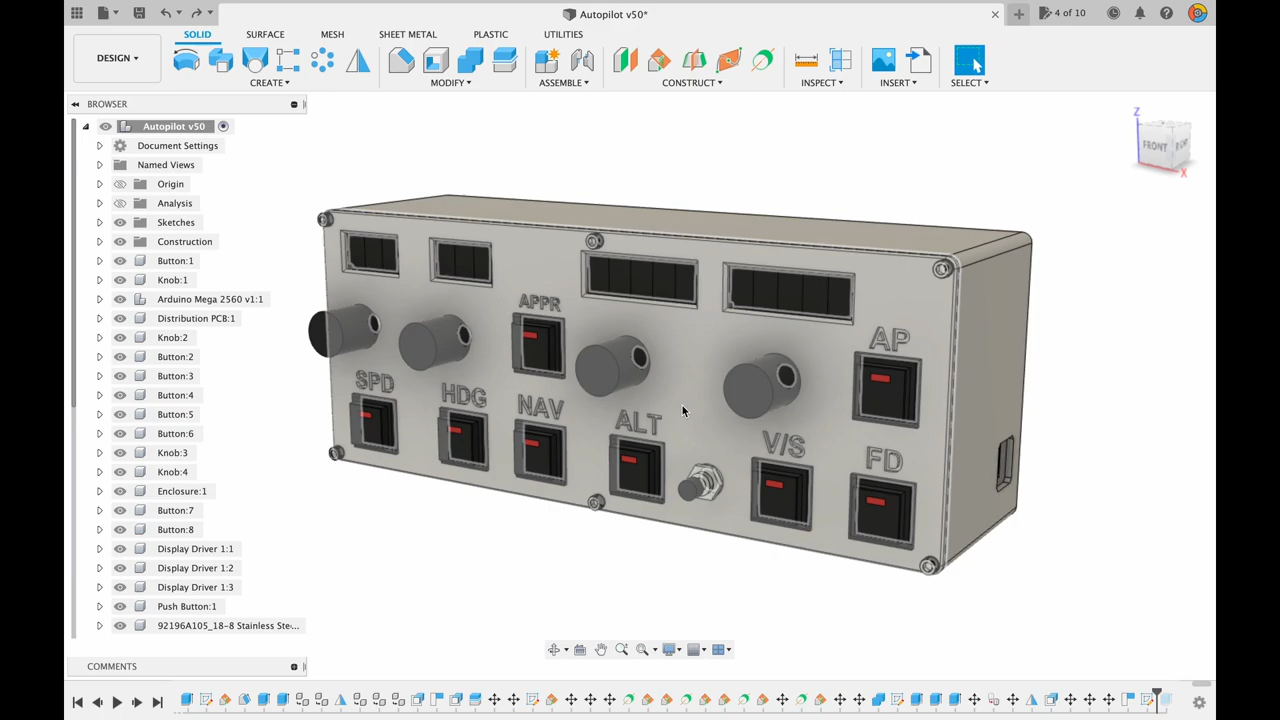 Autopilot v50*
4 of 10
SOLID SURFACE MESH SHEET METAL PLASTIC UTILITIES
DESIGN
CREATE MODIFY ASSEMBLE CONSTRUCT INSPECT INSERT SELECT
BROWSER
Autopilot v50
Document Settings
Named Views
Origin
Analysis
Sketches
Construction
Button:1
Knob:1
Arduino Mega 2560 v1:1
Distribution PCB:1
Knob:2
Button:2
Button:3
Button:4
Button:5
Button:6
Knob:3
Knob:4
Enclosure:1
Button:7
Button:8
Display Driver 1:1
Display Driver 1:2
Display Driver 1:3
Push Button:1
92196A105_18-8 Stainless Ste...
COMMENTS
Z
FRONT RIGHT
X
APPR
AP
SPD
HDG
NAV
ALT
V/S
FD